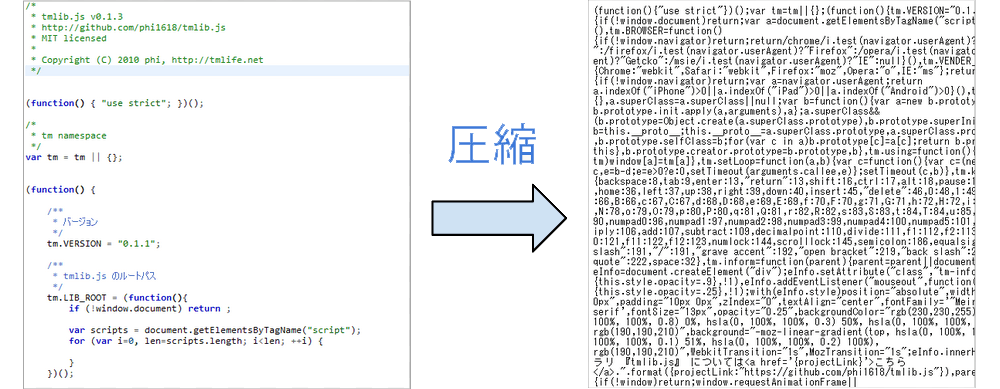 /*
 * tmlib.js v0.1.3
 * http://github.com/phi1618/tmlib.js
 * MIT licensed
 *
 * Copyright (C) 2010 phi, http://tmlife.net
 */
(function() { "use strict"; })();
/*
 * tm namespace
 */
var tm = tm || {};
(function() {
/**
 * バージョン
 */
tm.VERSION = "0.1.1";
/**
 * tmlib.js のルートパス
 */
tm.LIB_ROOT = (function(){
if (!window.document) return ;
var scripts = document.getElementsByTagName("script");
for (var i=0, len=scripts.length; i<len; ++i) {
}
})();
圧縮
(function(){"use strict"})();var tm=tm||{};(function(){tm.VERSION="0.1.
{if(!window.document)return;var a=document.getElementsByTagName("scrip
(),tm.BROWSER=function()
{if(!window.navigator)return;return/chrome/i.test(navigator.userAgent)?
":/firefox/i.test(navigator.userAgent)?"Firefox":/opera/i.test(navigato
ent)?"Getcko":/msie/i.test(navigator.userAgent)?"IE":null}(),tm.VENDER_
{Chrome:"webkit",Safari:"webkit",Firefox:"moz",Opera:"o",IE:"ms"};retur
{if(!window.navigator)return;var a=navigator.userAgent;return
a.indexOf("iPhone")>0||a.indexOf("iPad")>0||a.indexOf("Android")>0}(),t
{},a.superClass=a.superClass||null;var b=function(){var a=new b.prototy
b.prototype.init.apply(a,arguments),a};a.superClass&&
(b.prototype=Object.create(a.superClass.prototype),b.prototype.superIni
b=this.__proto__;this.__proto__=a.superClass.prototype,a.superClass.pro
,b.prototype.selfClass=b;for(var c in a)b.prototype[c]=a[c];return b.pr
this},b.prototype.creator.prototype=b.prototype,b},tm.using=function(){
tm)window[a]=tm[a]},tm.setLoop=function(a,b){var c=function(){var c=(ne
c,e=b-d;e=e>0?e:0,setTimeout(arguments.callee,e)};setTimeout(c,b)},tm.k
{backspace:8,tab:9,enter:13,"return":13,shift:16,ctrl:17,alt:18,pause:1
,home:36,left:37,up:38,right:39,down:40,insert:45,"delete":46,0:48,1:49
:66,B:66,c:67,C:67,d:68,D:68,e:69,E:69,f:70,F:70,g:71,G:71,h:72,H:72,i:
,N:78,o:79,O:79,p:80,P:80,q:81,Q:81,r:82,R:82,s:83,S:83,t:84,T:84,u:85,
90,numpad0:96,numpad1:97,numpad2:98,numpad3:99,numpad4:100,numpad5:101,
iply:106,add:107,subtract:109,decimalpoint:110,divide:111,f1:112,f2:113
0:121,f11:122,f12:123,numlock:144,scrolllock:145,semicolon:186,equalsig
slash":191,"/":191,"grave accent":192,"open bracket":219,"back slash":2
quote":222,space:32},tm.inform=function(parent){parent=parent||document
eInfo=document.createElement("div");eInfo.setAttribute("class","tm-info
{this.style.opacity=.9},!1),eInfo.addEventListener("mouseout",function(
{this.style.opacity=.25},!1);with(eInfo.style)position="absolute",width
0px",padding="10px 0px",zIndex="0",textAlign="center",fontFamily='"Meir
serif',fontSize="13px",opacity="0.25",backgroundColor="rgb(230,230,255)
100%, 100%, 0.8) 0%, hsla(0, 100%, 100%, 0.3) 50%, hsla(0, 100%, 100%,
rgb(190,190,210)",background="-moz-linear-gradient(top, hsla(0, 100%, 1
100%, 100%, 0.1) 51%, hsla(0, 100%, 100%, 0.2) 100%),
rgb(190,190,210)",WebkitTransition="1s",MozTransition="1s";eInfo.innerH
ラリ 『tmlib.js』 については<a href='{projectLink}'>こちら
</a>.".format({projectLink:"https://github.com/phi1618/tmlib.js"}),pare
{if(!window)return;window.requestAnimationFrame||